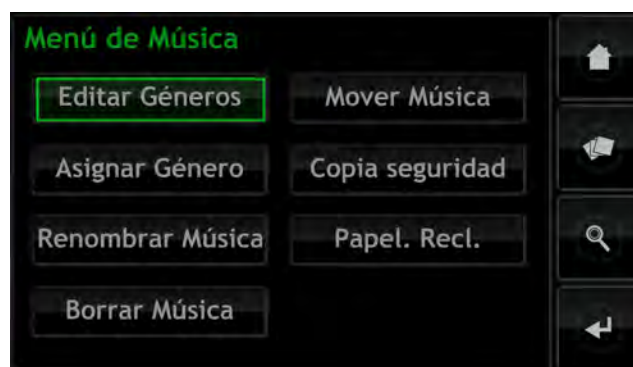 Menú de Música
Editar Géneros
Mover Música
Asignar Género
Copia seguridad
Renombrar Música
Papel. Recl.
Borrar Música